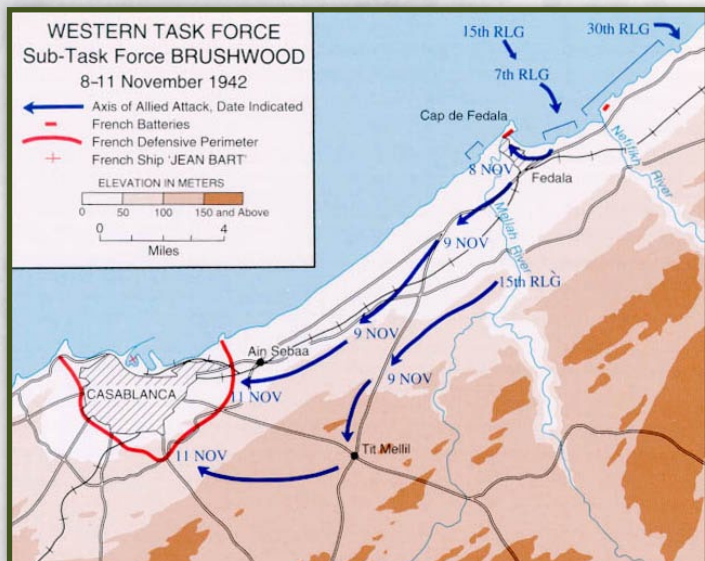 WESTERN TASK FORCE
Sub-Task Force BRUSHWOOD
8-11 November 1942
Axis of Allied Attack, Date Indicated
French Batteries
French Defensive Perimeter
French Ship 'JEAN BART'
ELEVATION IN METERS
0 50 100 150 and Above
0 4
Miles
15th RLG
30th RLG
7th RLG
Cap de Fedala
8 NOV
Fedala
Nefifikh River
Mellah River
9 NOV
15th RLG
9 NOV
Ain Sebaa
9 NOV
11 NOV
CASABLANCA
11 NOV
Tit Mellil